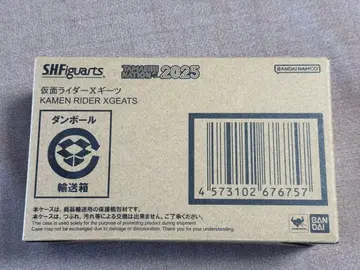 S.H.Figuarts
TAMASHII NATION 2025
BANDAI NAMCO
仮面ライダーXギーツ
KAMEN RIDER XGEATS
ダンボール
輸送箱
4 573102 676757
本ケースは、商品輸送用の保護梱包剤です。
本ケースは、つぶれ、汚れ等による交換は出来ません。ご了承ください。
This case is used solely for the purpose of protecting product during shipment.
Case may not be exchanged due to damage or discoloration. Thank you for your understanding.
BAN
DAI